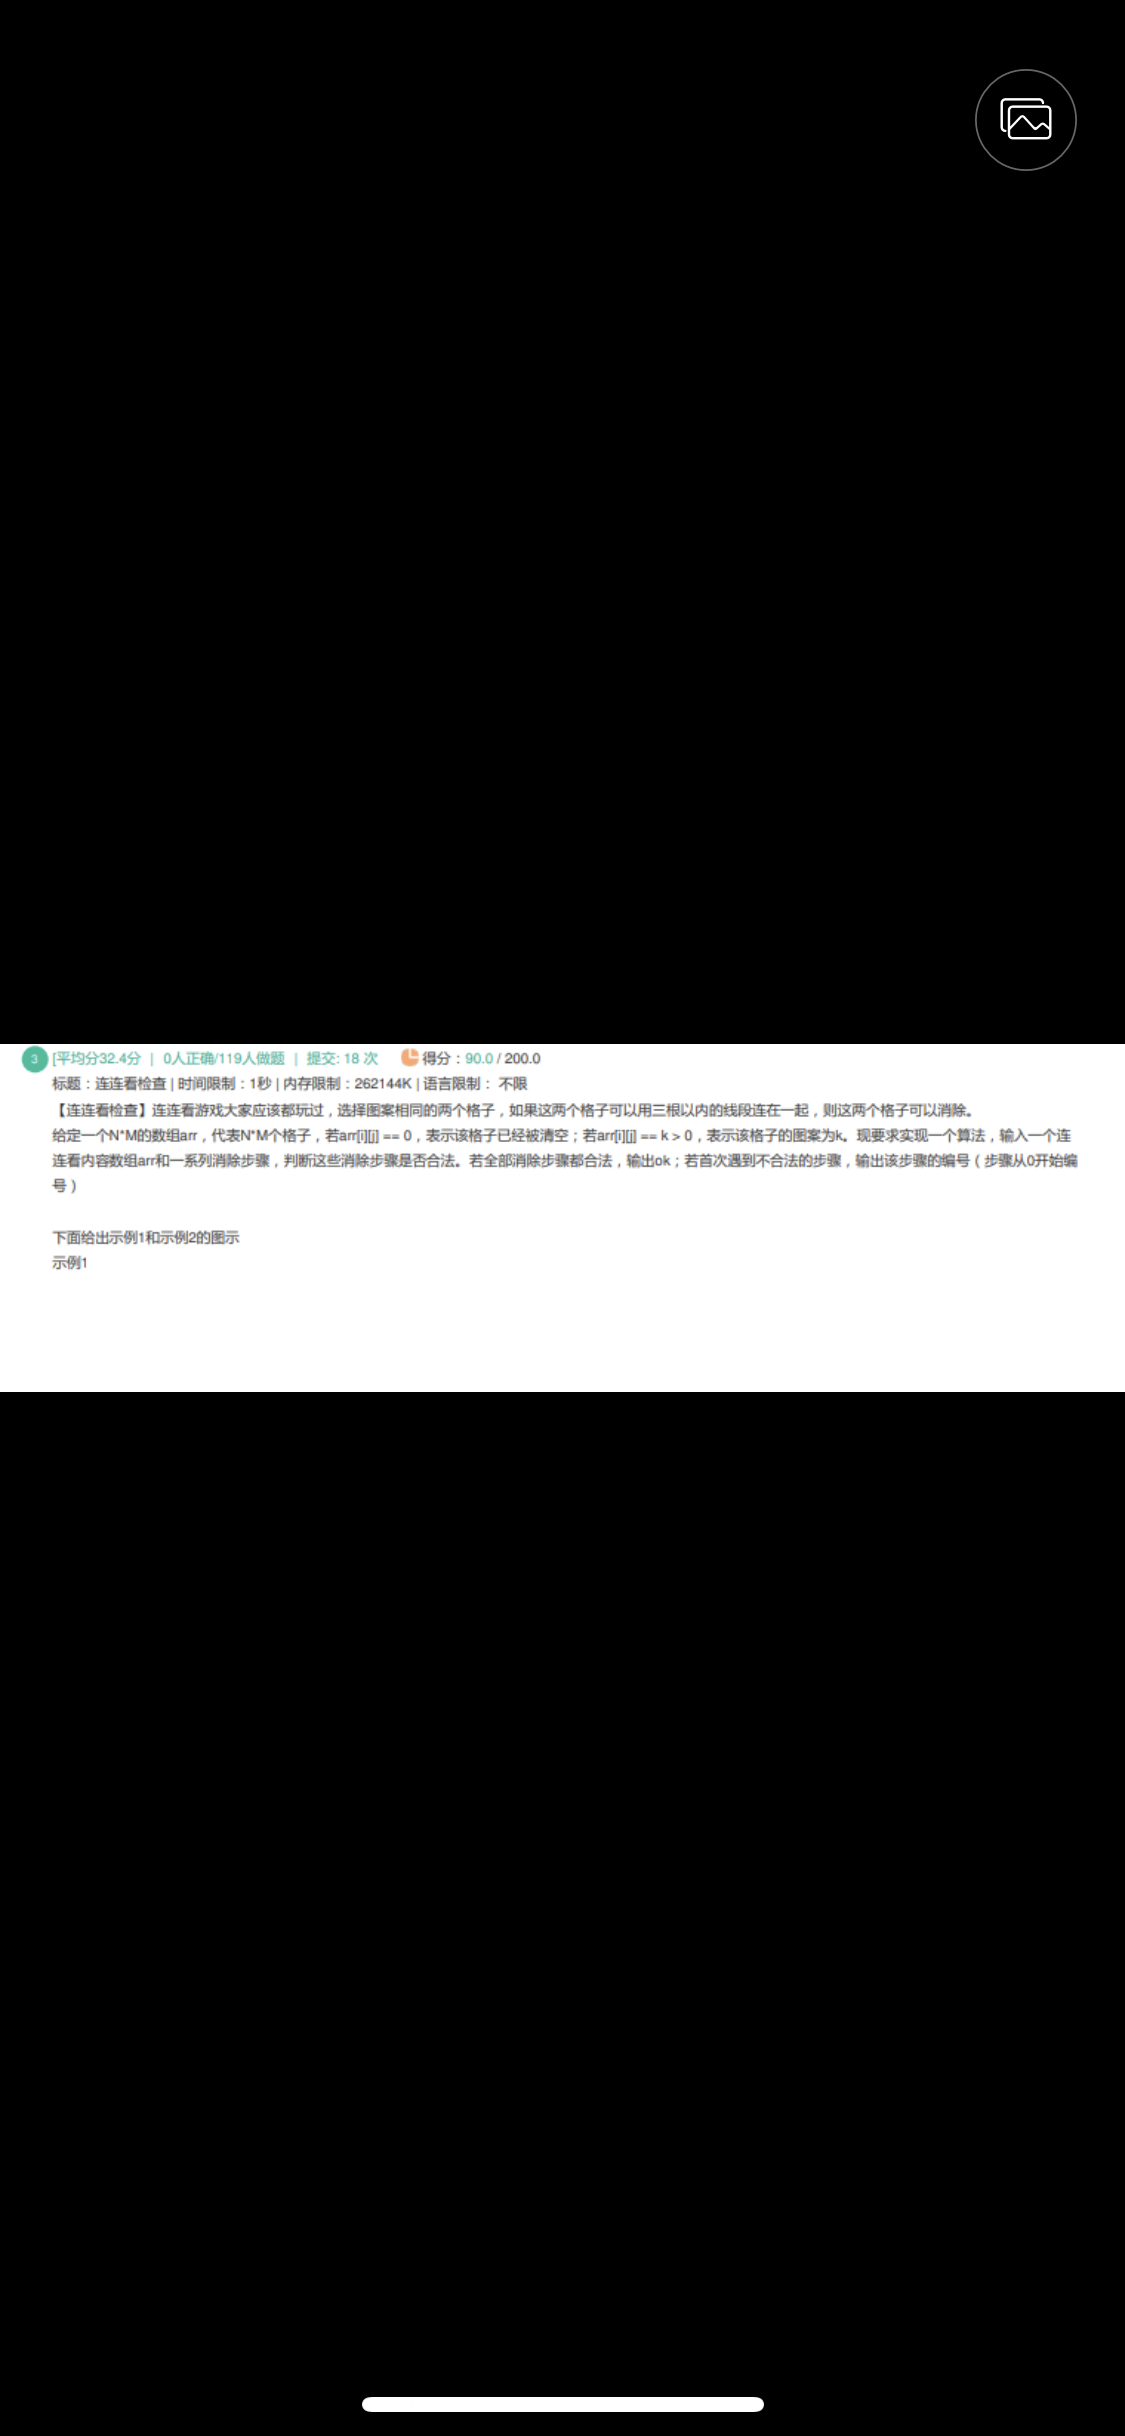 3 [平均分32.4分 | 0人正确/119人做题 | 提交: 18 次 得分：90.0 / 200.0
标题：连连看检查 | 时间限制：1秒 | 内存限制：262144K | 语言限制： 不限
【连连看检查】连连看游戏大家应该都玩过，选择图案相同的两个格子，如果这两个格子可以用三根以内的线段连在一起，则这两个格子可以消除。
给定一个N*M的数组arr，代表N*M个格子，若arr[i][j] == 0，表示该格子已经被清空；若arr[i][j] == k > 0，表示该格子的图案为k。现要求实现一个算法，输入一个连
连看内容数组arr和一系列消除步骤，判断这些消除步骤是否合法。若全部消除步骤都合法，输出ok；若首次遇到不合法的步骤，输出该步骤的编号（步骤从0开始编
号）
下面给出示例1和示例2的图示
示例1